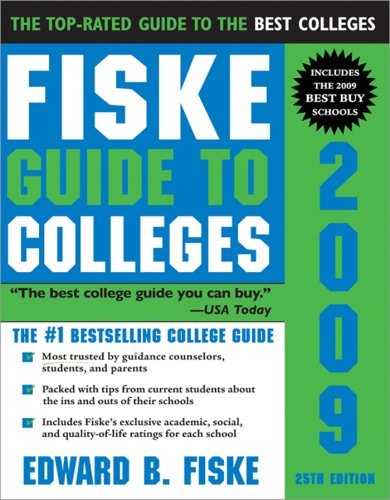 THE TOP-RATED GUIDE TO THE BEST COLLEGES
FISKE
GUIDE TO
COLLEGES
INCLUDES
THE 2009
BEST BUY
SCHOOLS
2009
“The best college guide you can buy.”
—USA Today
THE #1 BESTSELLING COLLEGE GUIDE
Most trusted by guidance counselors,
students, and parents
Packed with tips from current students about
the ins and outs of their schools
Includes Fiske's exclusive academic, social,
and quality-of-life ratings for each school
EDWARD B. FISKE
25TH EDITION